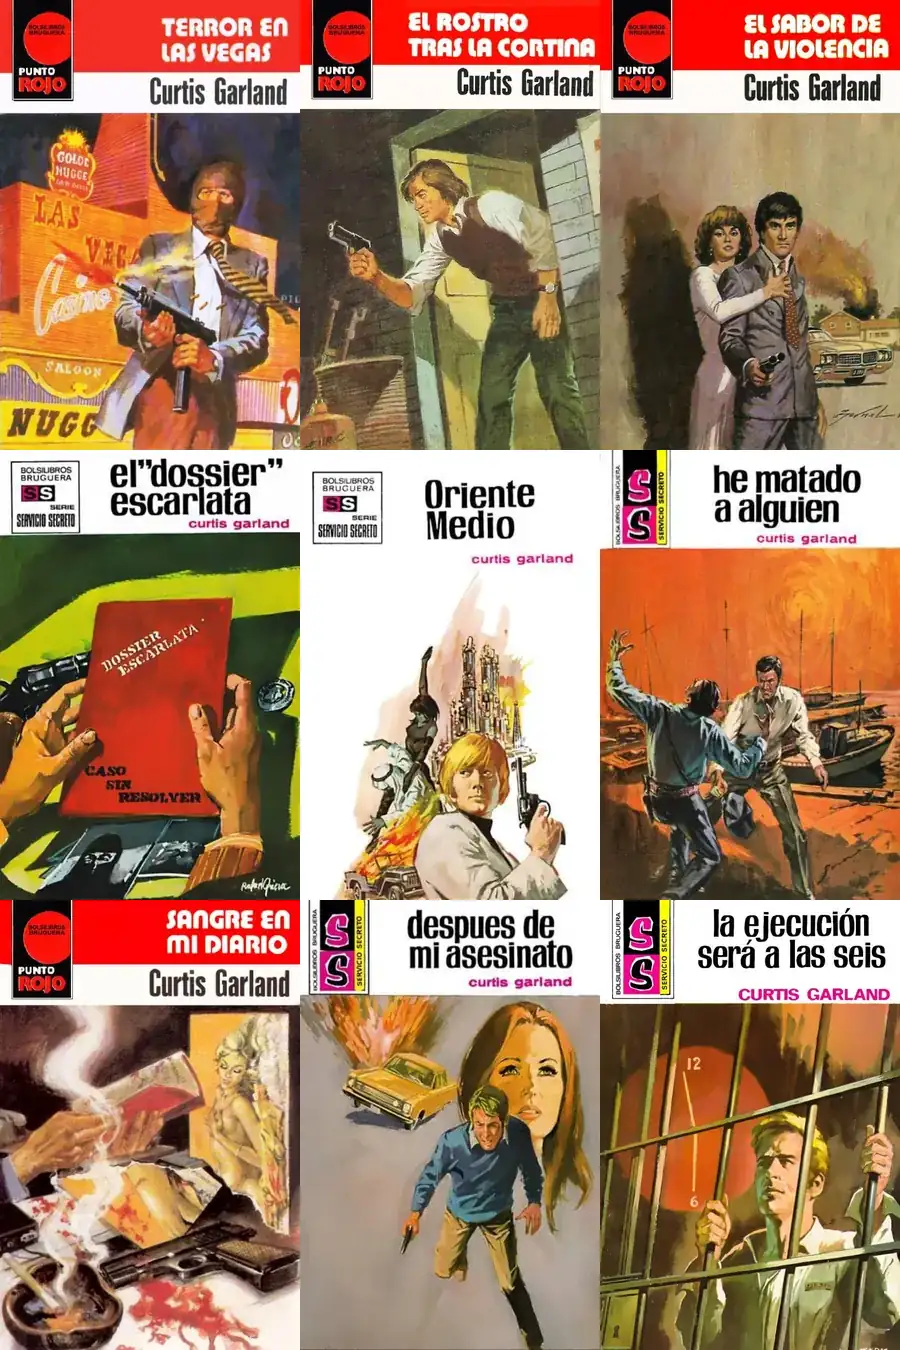 BOLSILIBROS
BRUGUERA
PUNTO
ROJO
TERROR EN
LAS VEGAS
Curtis Garland
GOLDE
NUGGE
LAS
VEGA
Casino
SALOON
NUGG
BOLSILIBROS
BRUGUERA
PUNTO
ROJO
EL ROSTRO
TRAS LA CORTINA
Curtis Garland
BOLSILIBROS
BRUGUERA
PUNTO
ROJO
EL SABOR DE
LA VIOLENCIA
Curtis Garland
BOLSILIBROS
BRUGUERA
SS
SERIE
SERVICIO SECRETO
el"dossier"
escarlata
curtis garland
DOSSIER
ESCARLATA
CASO
SIN
RESOLVER
BOLSILIBROS
BRUGUERA
SS
SERIE
SERVICIO SECRETO
Oriente
Medio
curtis garland
BOLSILIBROS BRUGUERA
SS
SERVICIO SECRETO
he matado
a alguien
curtis garland
BOLSILIBROS
BRUGUERA
PUNTO
ROJO
SANGRE EN
MI DIARIO
Curtis Garland
BOLSILIBROS BRUGUERA
SS
SERVICIO SECRETO
despues de
mi asesinato
curtis garland
BOLSILIBROS BRUGUERA
SS
SERVICIO SECRETO
la ejecución
será a las seis
CURTIS GARLAND
12
6